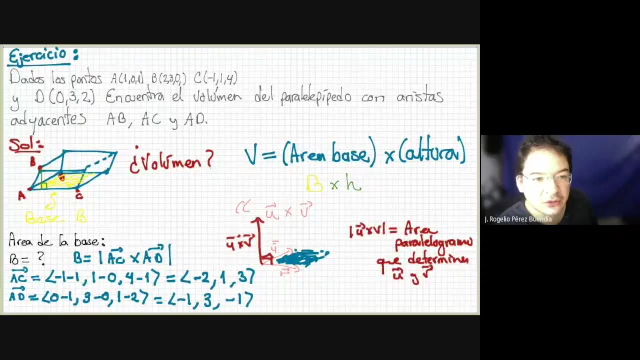 Ejercicio:
Dados los puntos A(1,0,1), B(2,3,0), C(-1,1,4)
y D(0,3,2) Encuentra el volúmen del paralelepípedo con aristas
adyacentes AB, AC y AD.
Sol:
¿Volúmen?
V = (Area base) x (altura)
B x h
B
A
C
Base B
Area de la base:
B = ? B = |AC x AD|
AC = <-1-1, 1-0, 4-1> = <-2, 1, 3>
AD = <0-1, 3-0, 1-2> = <-1, 3, -1>
u x v
u x v
|u x v| = Area
paralelogramo
que determina
u y v
J. Rogelio Pérez Buendía